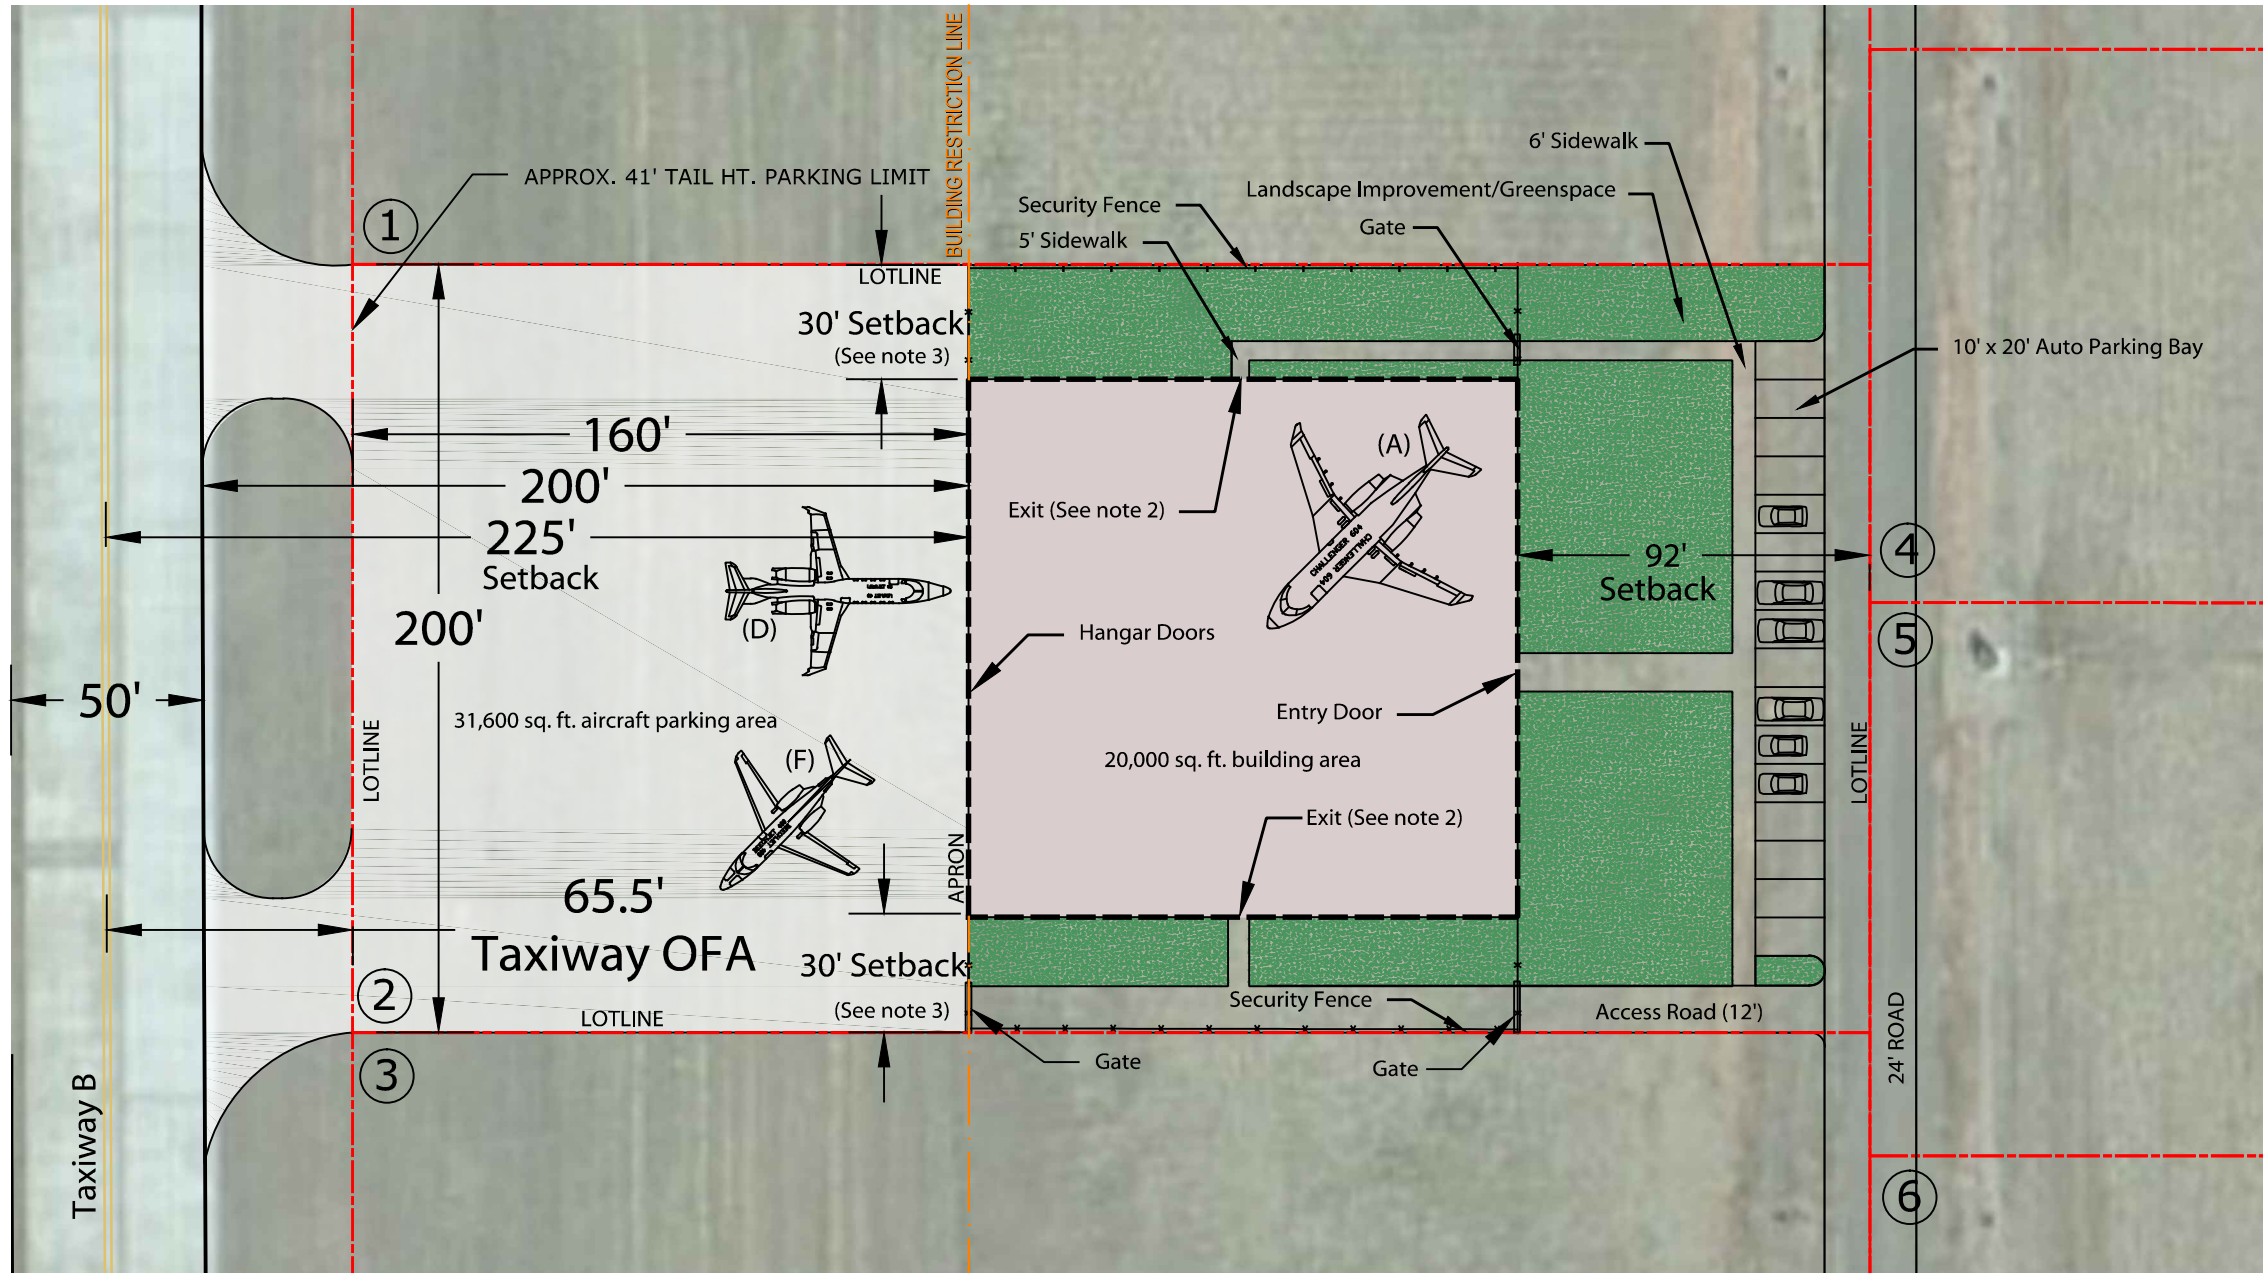 BUILDING RESTRICTION LINE
6' Sidewalk
APPROX. 41' TAIL HT. PARKING LIMIT
Landscape Improvement/Greenspace
Security Fence
5' Sidewalk
Gate
1
LOTLINE
30' Setback
(See note 3)
10' x 20' Auto Parking Bay
160'
(A)
200'
Exit (See note 2)
225'
Setback
CHALLENGER 604
CHALLENGER 604
92'
Setback
4
200'
(D)
Hangar Doors
5
50'
31,600 sq. ft. aircraft parking area
Entry Door
LOTLINE
(F)
20,000 sq. ft. building area
LOTLINE
Exit (See note 2)
APRON
65.5'
Taxiway OFA
30' Setback
(See note 3)
2
LOTLINE
Security Fence
Access Road (12')
24' ROAD
3
Gate
Gate
Taxiway B
6